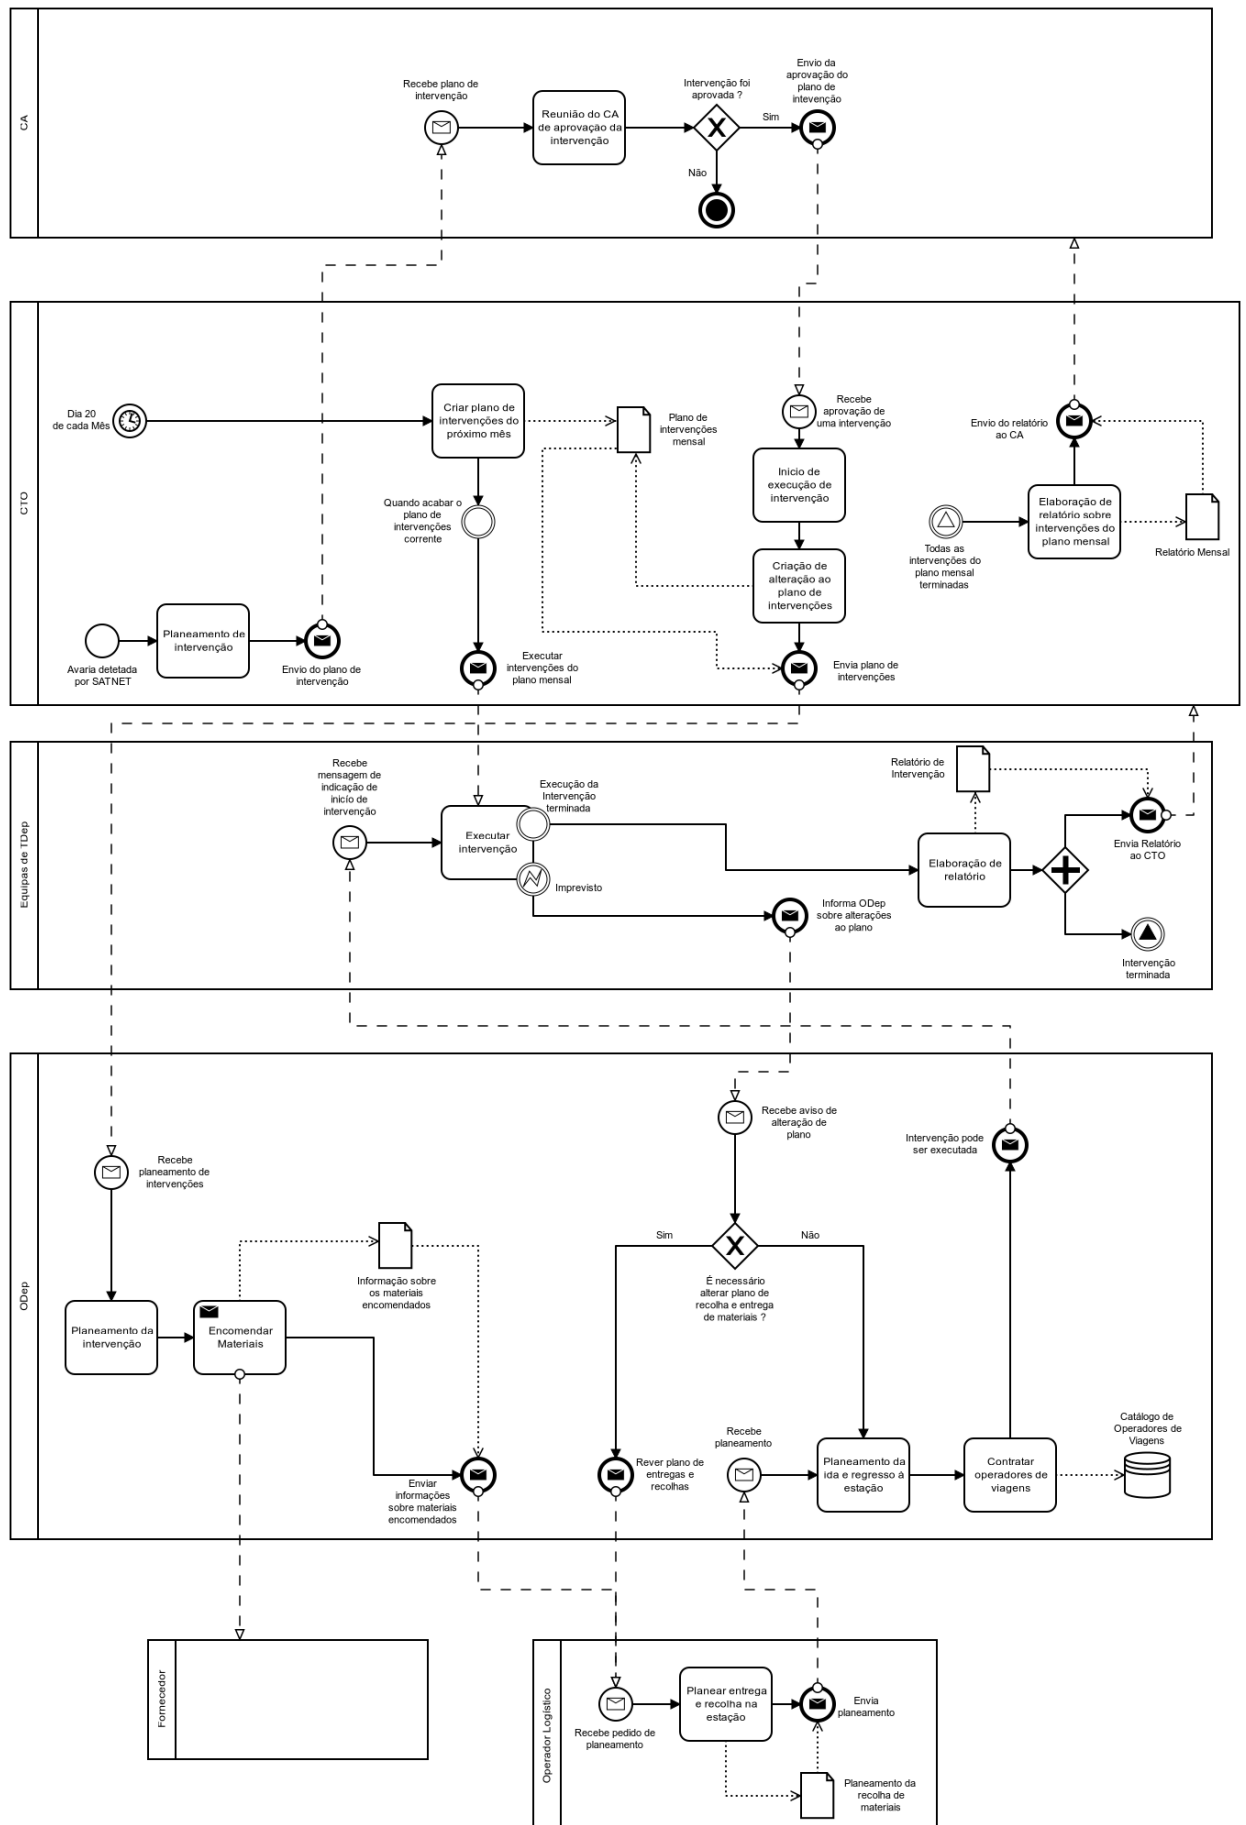 CA
Recebe plano de
intervenção
Reunião do CA
de aprovação da
intervenção
Intervenção foi
aprovada ?
Sim
Não
Envio da
aprovação do
plano de
intevenção
CTO
Dia 20
de cada Mês
Criar plano de
intervenções do
próximo mês
Plano de
intervenções
mensal
Quando acabar o
plano de
intervenções
corrente
Recebe
aprovação de
uma intervenção
Inicio de
execução de
intervenção
Criação de
alteração ao
plano de
intervenções
Envio do relatório
ao CA
Todas as
intervenções do
plano mensal
terminadas
Elaboração de
relatório sobre
intervenções do
plano mensal
Relatório Mensal
Avaria detetada
por SATNET
Planeamento de
intervenção
Envio do plano de
intervenção
Executar
intervenções do
plano mensal
Envia plano de
intervenções
Equipas de TDep
Recebe
mensagem de
indicação de
início de
intervenção
Executar
intervenção
Execução da
Intervenção
terminada
Imprevisto
Informa ODep
sobre alterações
ao plano
Relatório de
Intervenção
Elaboração de
relatório
Envia Relatório
ao CTO
Intervenção
terminada
ODep
Recebe
planeamento de
intervenções
Planeamento da
intervenção
Encomendar
Materiais
Informação sobre
os materiais
encomendados
Enviar
informações
sobre materiais
encomendados
Recebe aviso de
alteração de
plano
Sim
Não
É necessário
alterar plano de
recolha e entrega
de materiais ?
Intervenção pode
ser executada
Rever plano de
entregas e
recolhas
Recebe
planeamento
Planeamento da
ida e regresso à
estação
Contratar
operadores de
viagens
Catálogo de
Operadores de
Viagens
Fornecedor
Operador Logístico
Recebe pedido de
planeamento
Planear entrega
e recolha na
estação
Envia
planeamento
Planeamento da
recolha de
materiais